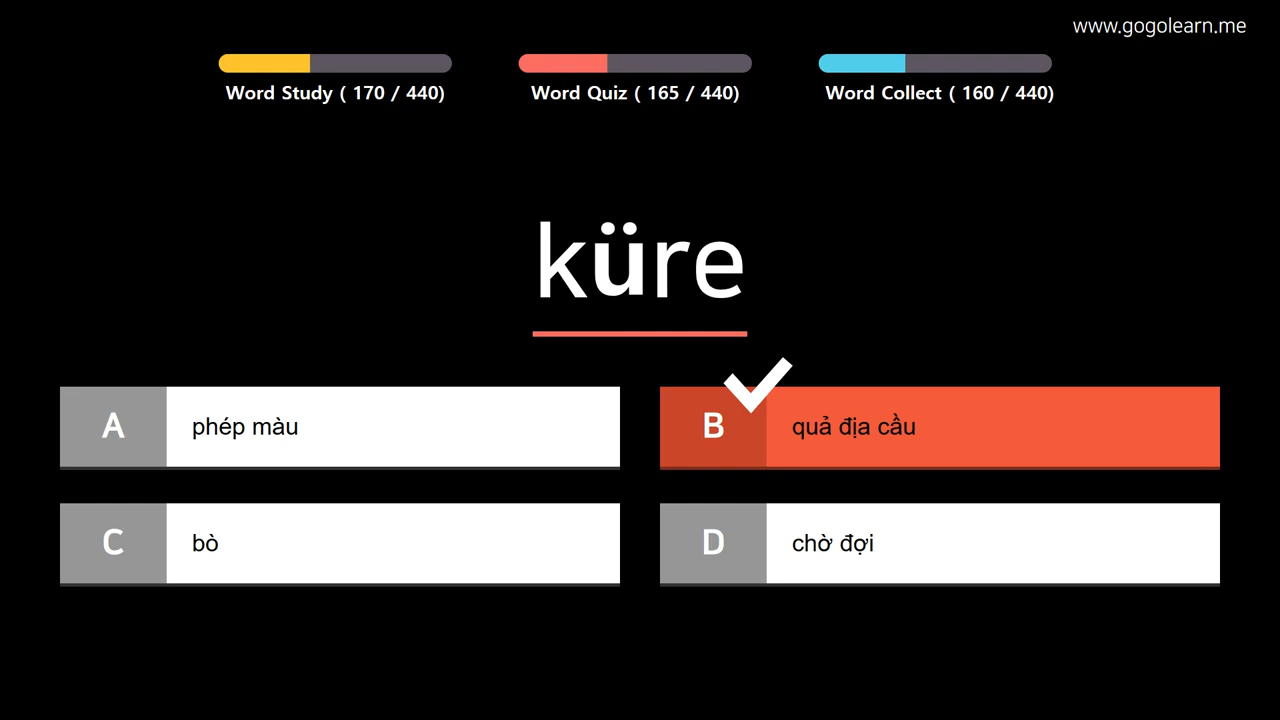 www.gogolearn.me
Word Study ( 170 / 440)
Word Quiz ( 165 / 440)
Word Collect ( 160 / 440)
küre
A
phép màu
B
quả địa cầu
C
bò
D
chờ đợi